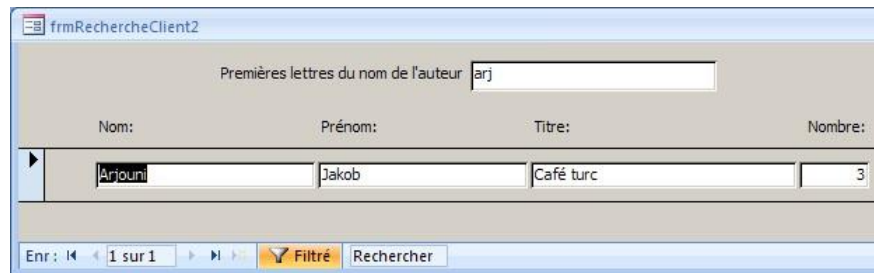 frmRechercheClient2
Premières lettres du nom de l'auteur arj
Nom: Prénom: Titre: Nombre:
Arjouni Jakob Café turc 3
Enr : 1 sur 1 Filtré Rechercher